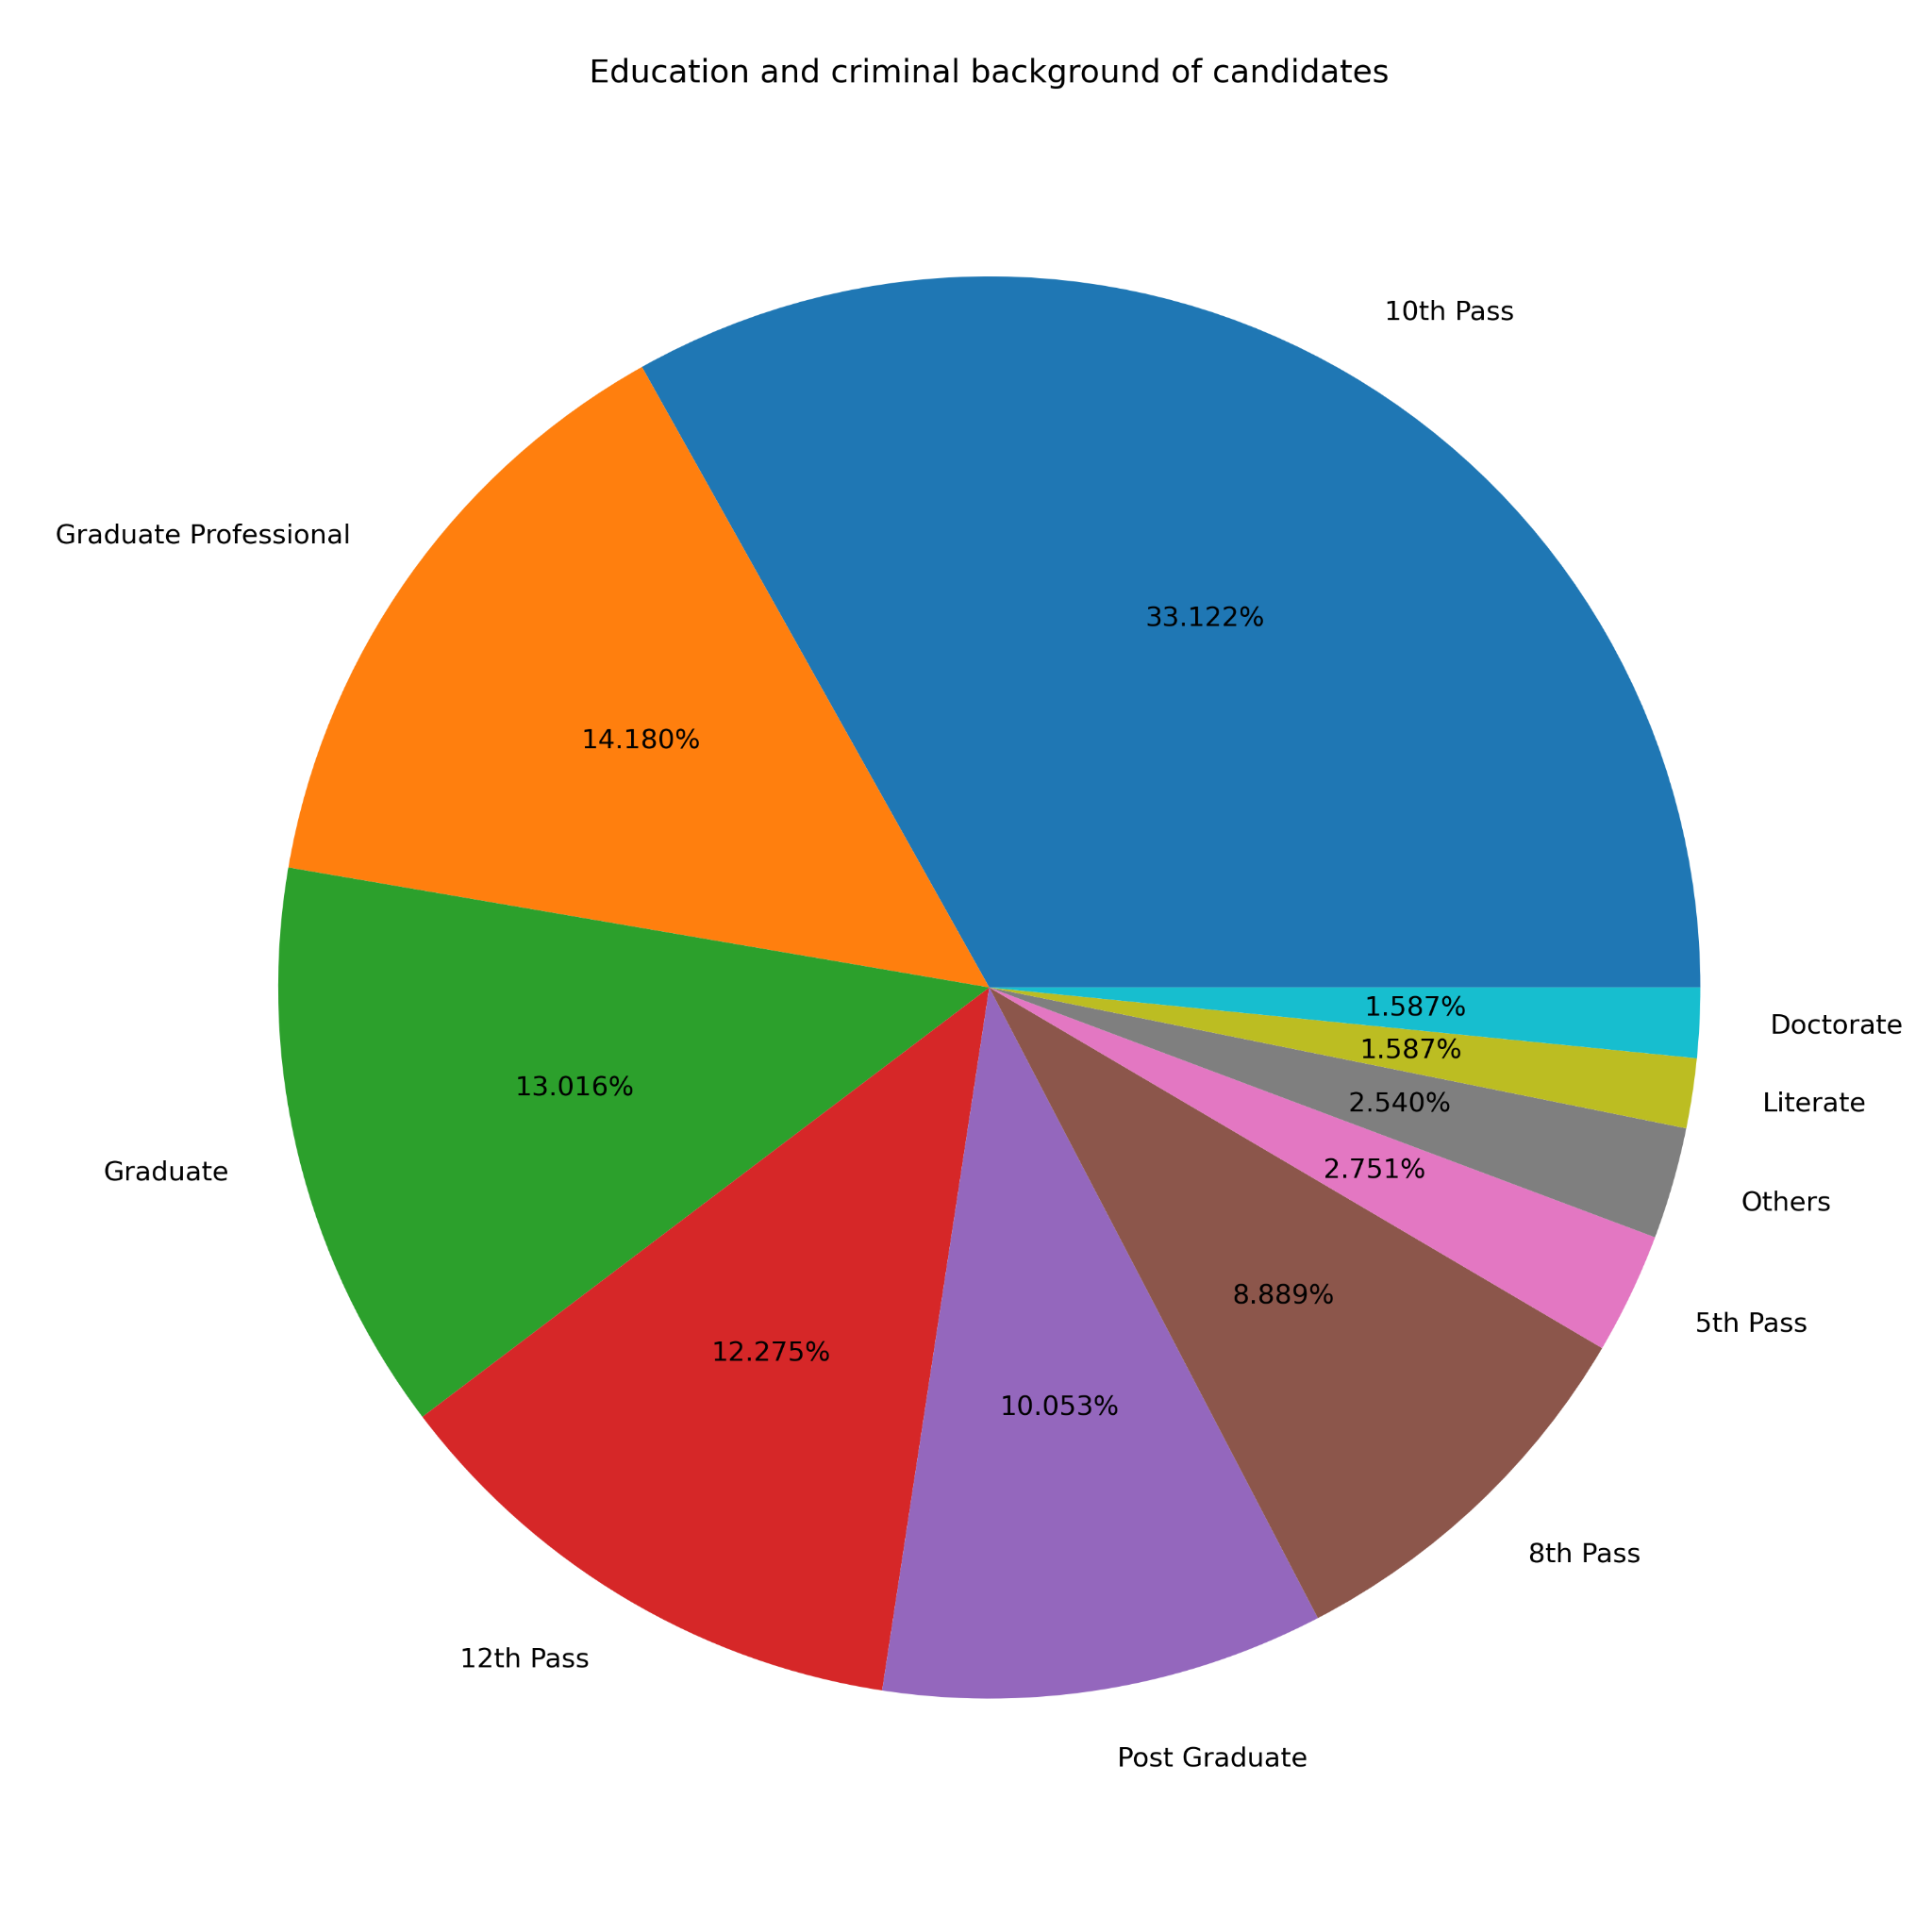 Education and criminal background of candidates
10th Pass
33.122%
Graduate Professional
14.180%
Graduate
13.016%
12th Pass
12.275%
Post Graduate
10.053%
8th Pass
8.889%
5th Pass
2.751%
Others
2.540%
Literate
1.587%
Doctorate
1.587%